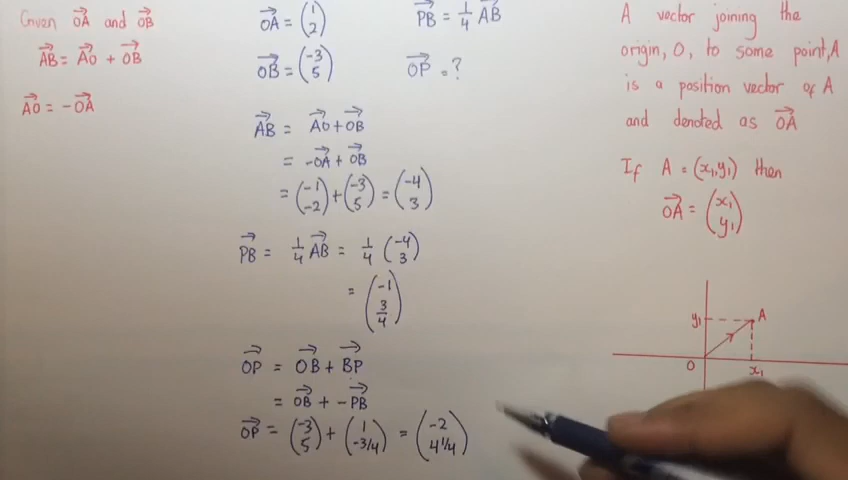 Given →OA and →OB
→AB = →AO + →OB
→AO = -→OA
→OA = (1 2)
→OB = (-3 5)
→PB = 1/4 →AB
→OP = ?
→AB = →AO + →OB
= -→OA + →OB
= (-1 -2) + (-3 5) = (-4 3)
→PB = 1/4 →AB = 1/4 (-4 3)
= (-1 3/4)
→OP = →OB + →BP
= →OB + -→PB
→OP = (-3 5) + (1 -3/4) = (-2 4 1/4)
A vector joining the
origin, O, to some point, A
is a position vector of A
and denoted as →OA
If A = (x₁, y₁) then
→OA = (x₁ y₁)
y₁ A
O x₁